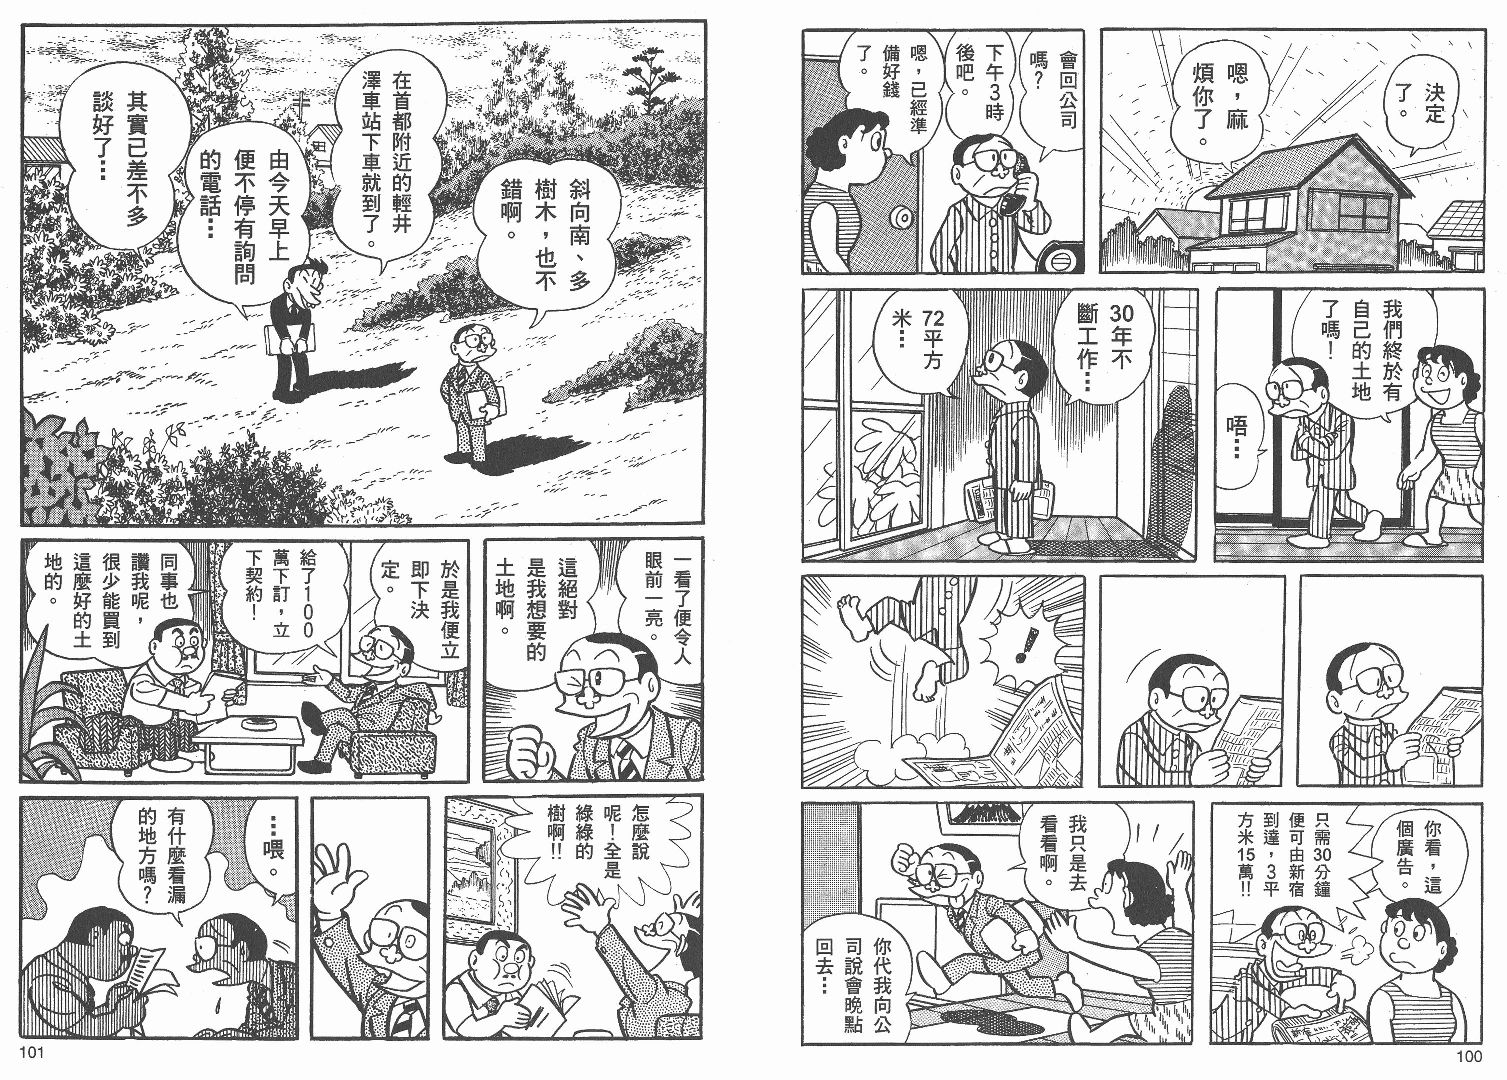 決定
了。
嗯，麻
煩你了。
會回公司
嗎？
下午3時
後吧。
嗯，已經準
備好錢
了。
我們終於有
自己的土地
了嗎！
唔…
30年不
斷工作…
72平方
米…
！
你看，這
個廣告。
只需30分鐘
便可由新宿
到達，3平
方米15萬!!
我只是去
看看啊。
你代我向公
司說會晚點
回去…
100
斜向南、多
樹木，也不
錯啊。
在首都附近的輕井
澤車站下車就到了。
由今天早上
便不停有詢問
的電話…
其實已差不多
談好了…
一看了便令人
眼前一亮。
這絕對
是我想要的
土地啊。
於是我便立
即下決
定。
給了100
萬下訂，立
下契約！
同事也
讚我呢，
很少能買到
這麼好的土
地的。
怎麼說
呢！全是
綠綠的
樹啊!!
…喂。
有什麼看漏
的地方嗎？
101